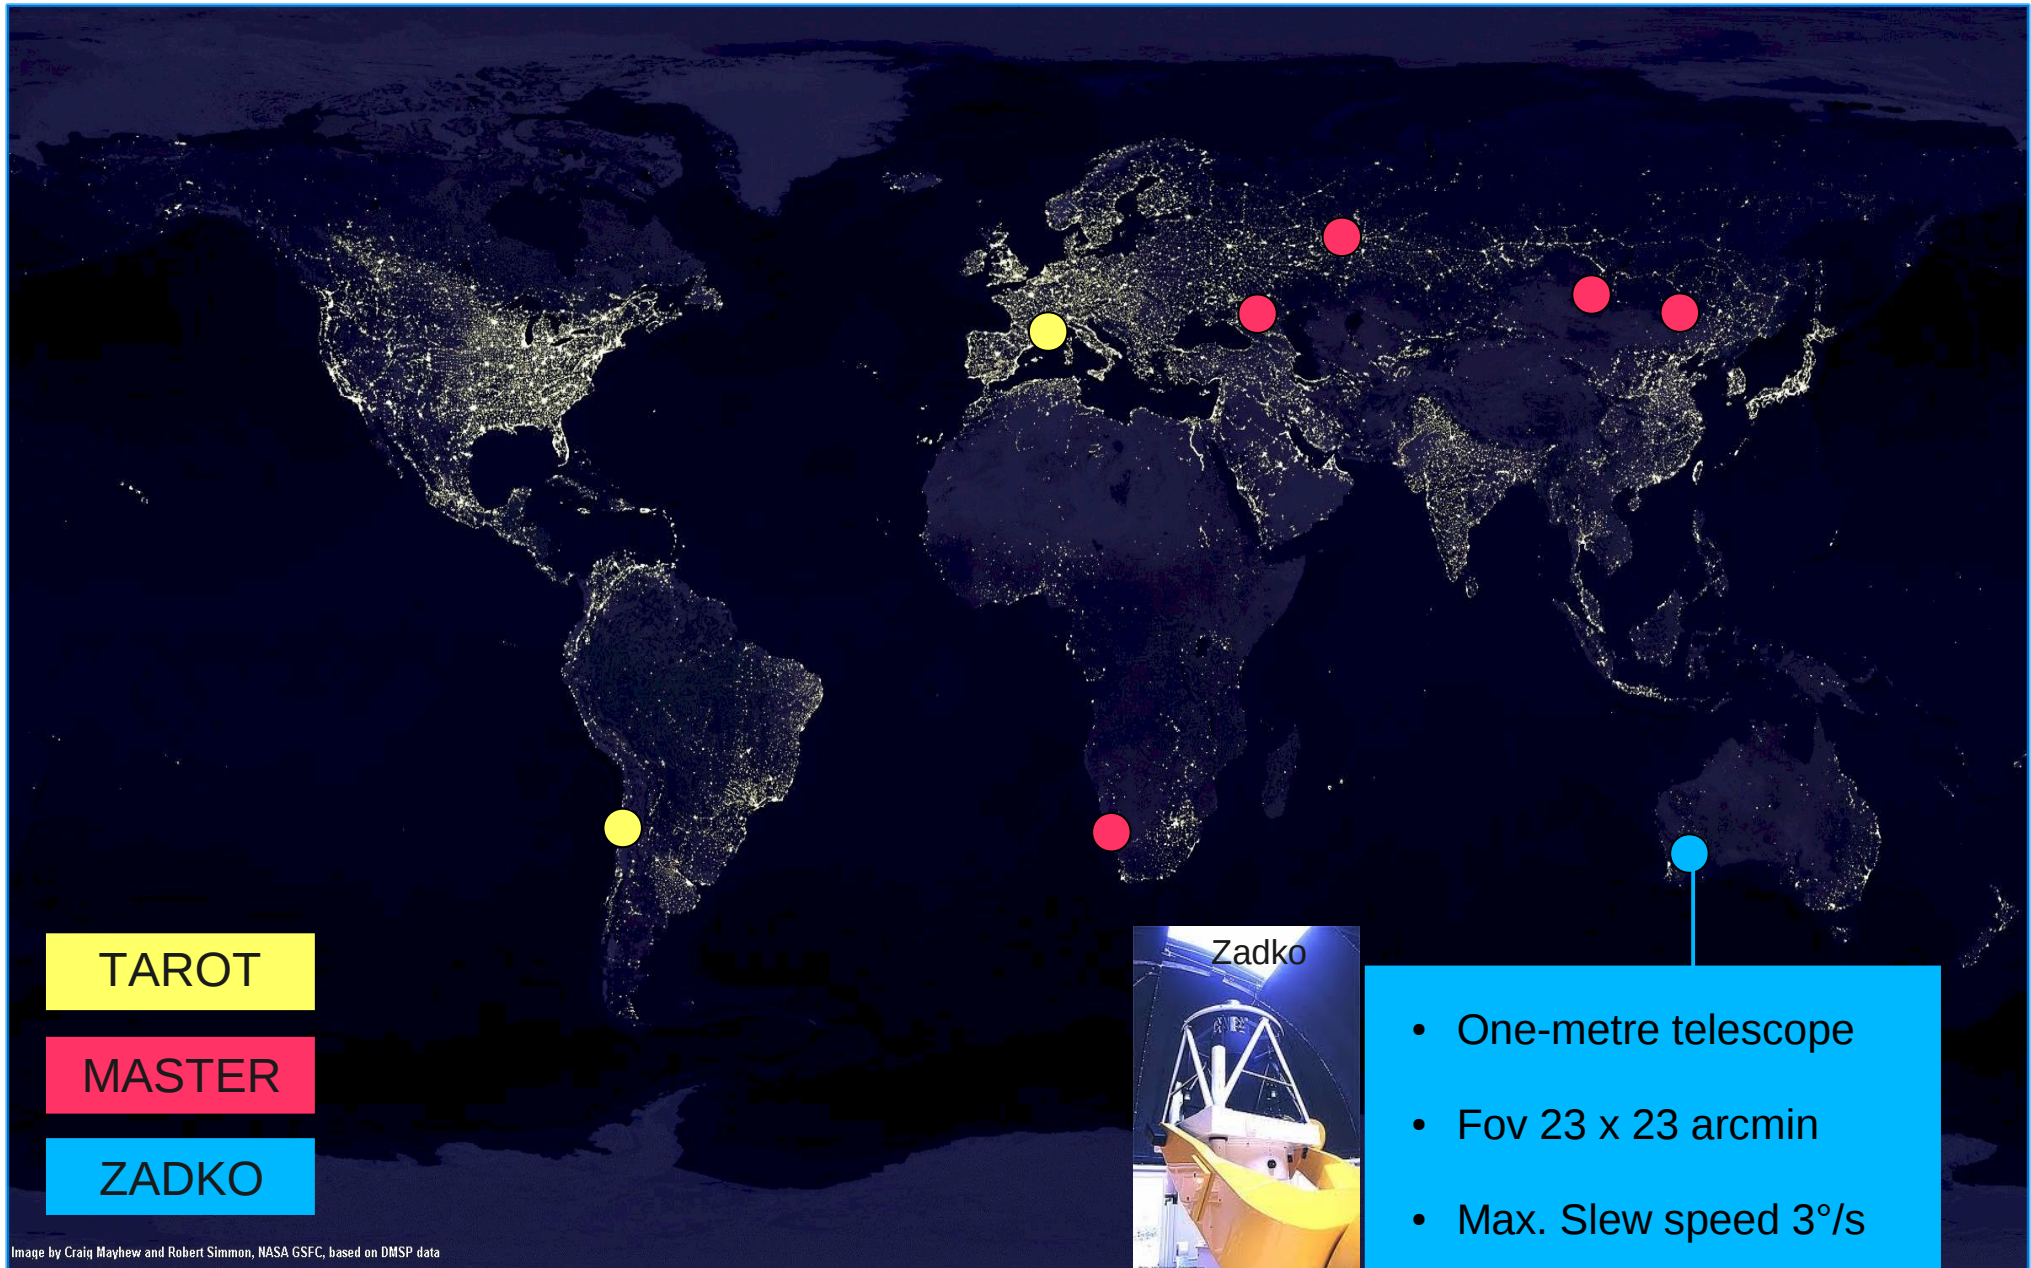 TAROT
MASTER
ZADKO
Zadko
• One-metre telescope
• Fov 23 x 23 arcmin
• Max. Slew speed 3°/s
Image by Craig Mayhew and Robert Simmon, NASA GSFC, based on DMSP data